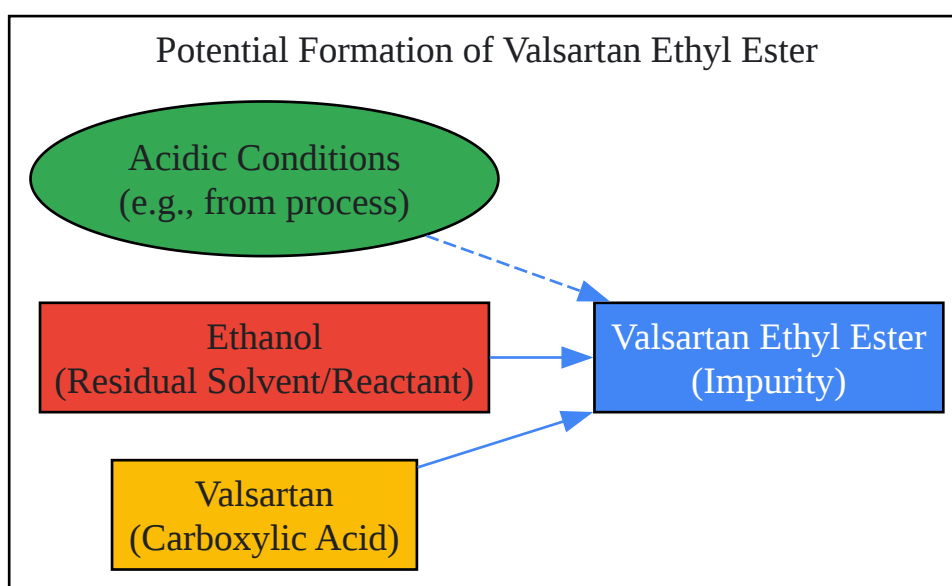 Potential Formation of Valsartan Ethyl Ester
Acidic Conditions
(e.g., from process)
Ethanol
(Residual Solvent/Reactant)
Valsartan Ethyl Ester
(Impurity)
Valsartan
(Carboxylic Acid)